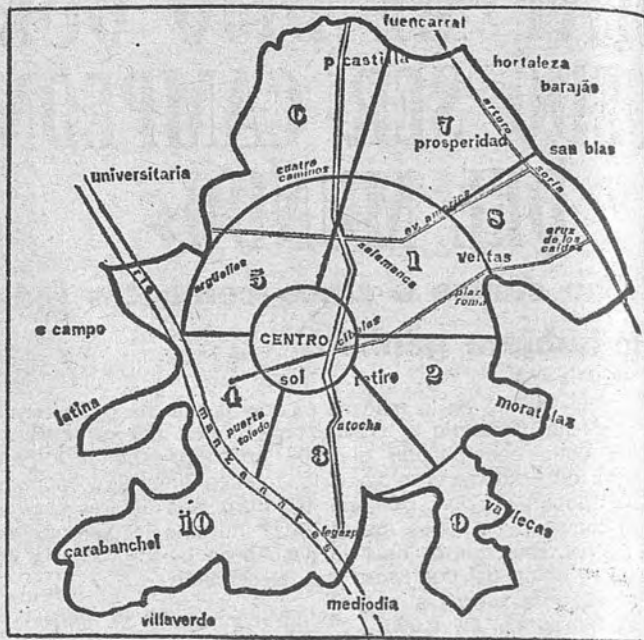 fuencarral
p. castilla
hortaleza
barajas
6
7
arturo
prosperidad
san blas
universitaria
cuatro
caminos
soria
av. america
8
cruz
de los
caidos
salamanca
1
ventas
argüelles
5
plaza
roma
rio
e campo
CENTRO
cibeles
sol
retiro
2
4
latina
moratalaz
puerta
toledo
atocha
manzanares
3
vallecas
9
10
legazpi
carabanchel
mediodia
villaverde